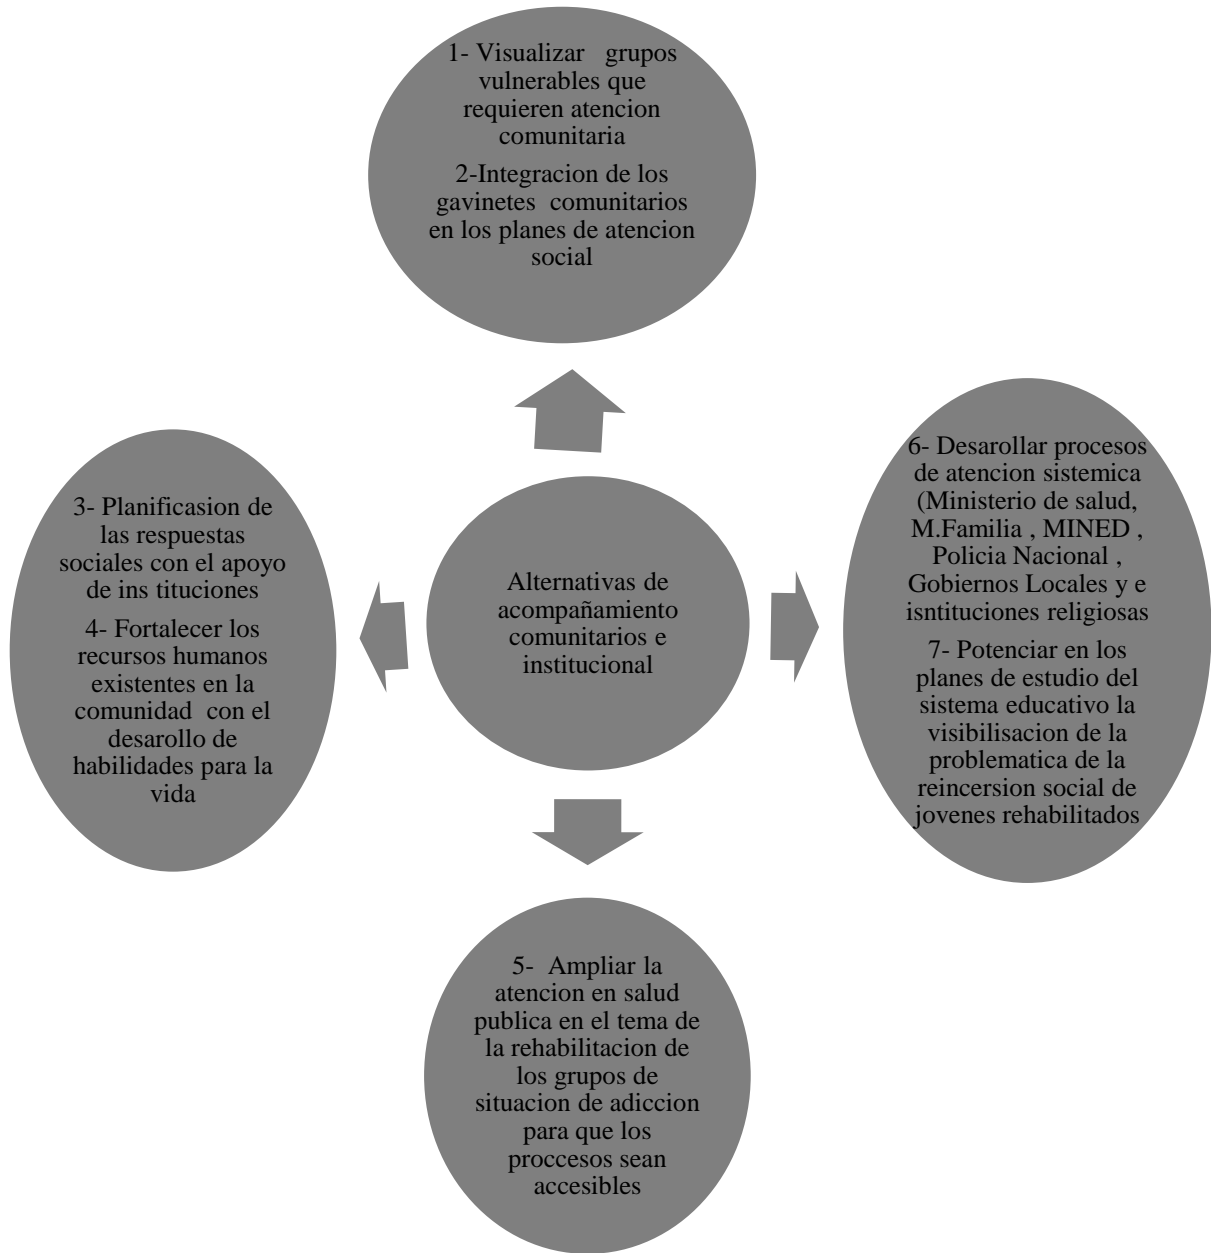 1- Visualizar grupos
vulnerables que
requieren atencion
comunitaria
2-Integracion de los
gavinetes comunitarios
en los planes de atencion
social
3- Planificasion de
las respuestas
sociales con el apoyo
de ins tituciones
4- Fortalecer los
recursos humanos
existentes en la
comunidad con el
desarollo de
habilidades para la
vida
Alternativas de
acompañamiento
comunitarios e
institucional
6- Desarollar procesos
de atencion sistemica
(Ministerio de salud,
M.Familia , MINED ,
Policia Nacional ,
Gobiernos Locales y e
isntituciones religiosas
7- Potenciar en los
planes de estudio del
sistema educativo la
visibilisacion de la
problematica de la
reincersion social de
jovenes rehabilitados
5- Ampliar la
atencion en salud
publica en el tema de
la rehabilitacion de
los grupos de
situacion de adiccion
para que los
proccesos sean
accesibles